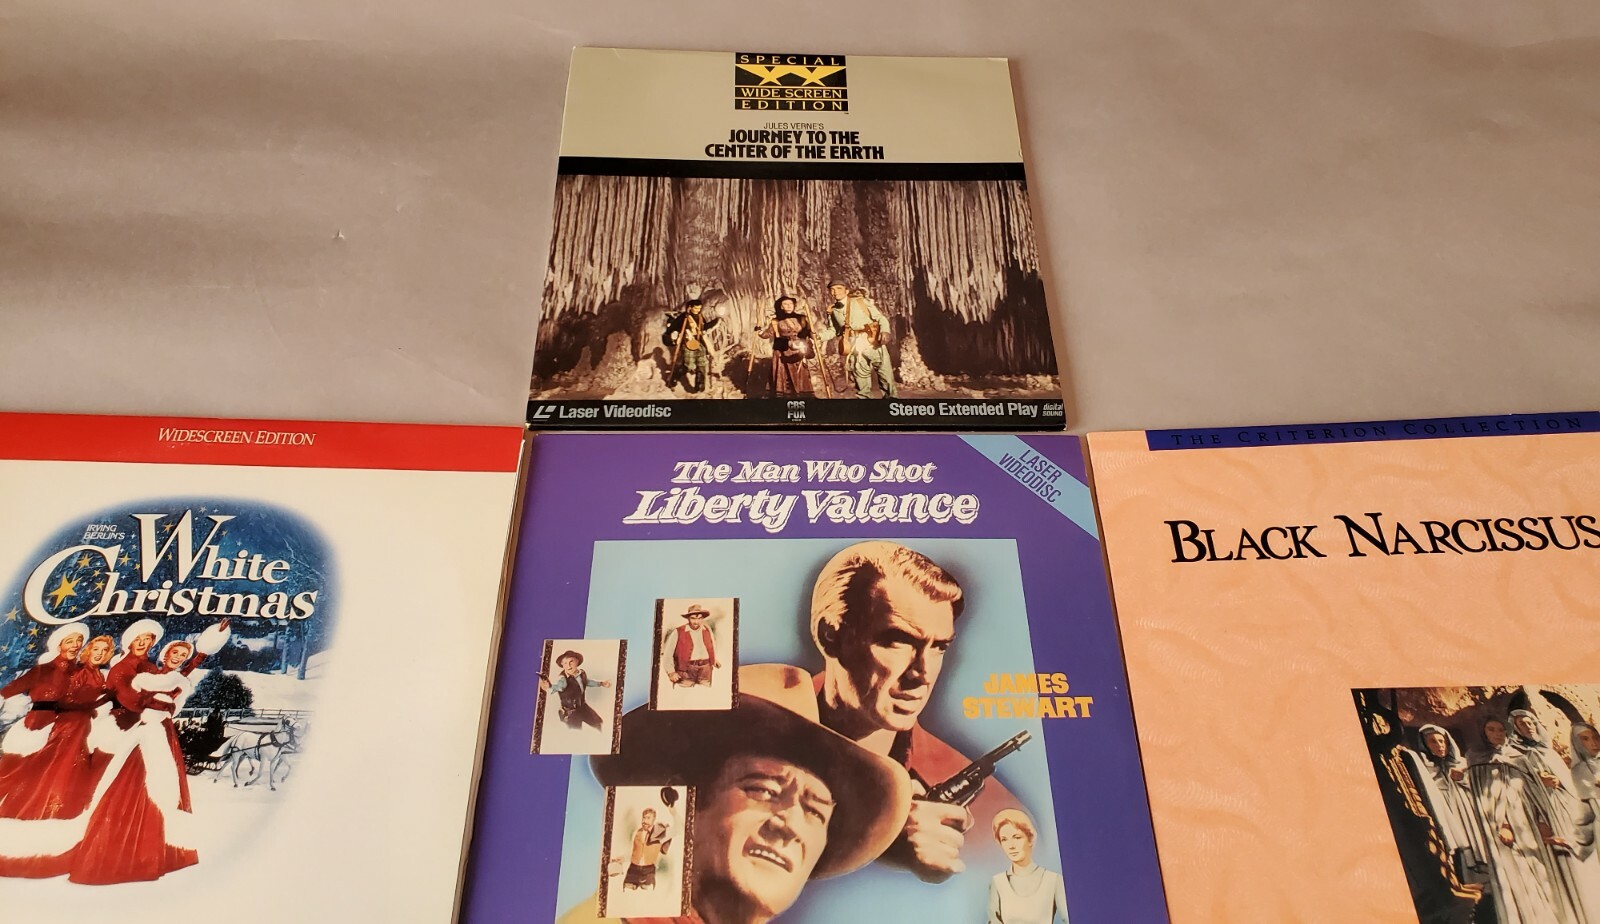 SPECIAL
WIDE SCREEN
EDITION
JULES VERNE'S
JOURNEY TO THE
CENTER OF THE EARTH
Laser Videodisc
CBS
FOX
Stereo Extended Play
digital
SOUND
WIDESCREEN EDITION
IRVING
BERLIN'S
White
Christmas
The Man Who Shot
Liberty Valance
LASER
VIDEODISC
JAMES
STEWART
THE CRITERION COLLECTION
BLACK NARCISSUS